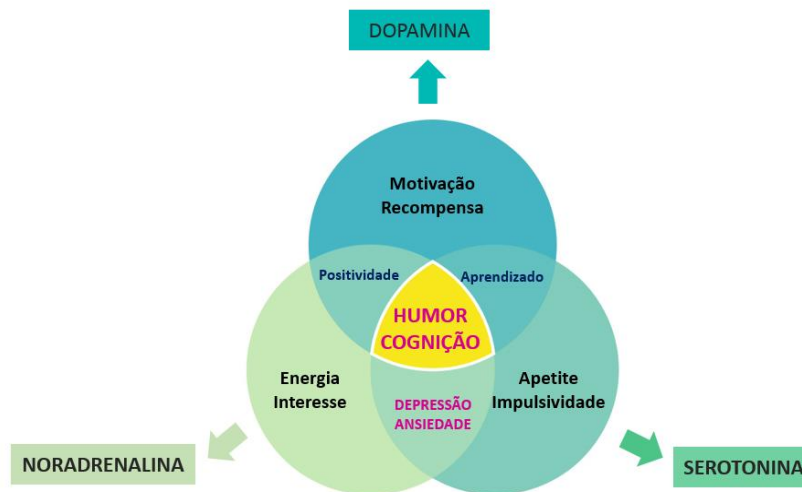 DOPAMINA
Motivação
Recompensa
Positividade
Aprendizado
HUMOR
COGNIÇÃO
Energia
Interesse
Apetite
Impulsividade
DEPRESSÃO
ANSIEDADE
NORADRENALINA
SEROTONINA